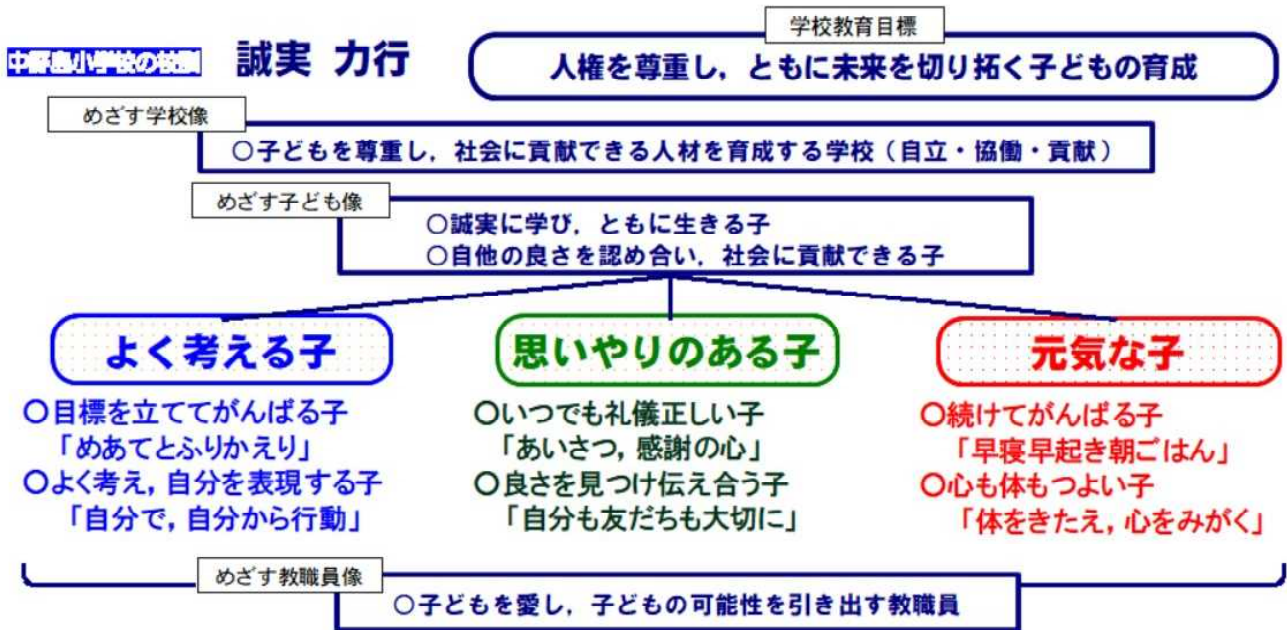 学校教育目標
中野島小学校の校訓 誠実 力行
人権を尊重し，ともに未来を切り拓く子どもの育成
めざす学校像
○子どもを尊重し，社会に貢献できる人材を育成する学校（自立・協働・貢献）
めざす子ども像
○誠実に学び，ともに生きる子
○自他の良さを認め合い，社会に貢献できる子
よく考える子
○目標を立ててがんばる子
「めあてとふりかえり」
○よく考え，自分を表現する子
「自分で，自分から行動」
思いやりのある子
○いつでも礼儀正しい子
「あいさつ，感謝の心」
○良さを見つけ伝え合う子
「自分も友だちも大切に」
元気な子
○続けてがんばる子
「早寝早起き朝ごはん」
○心も体もつよい子
「体をきたえ，心をみがく」
めざす教職員像
○子どもを愛し，子どもの可能性を引き出す教職員